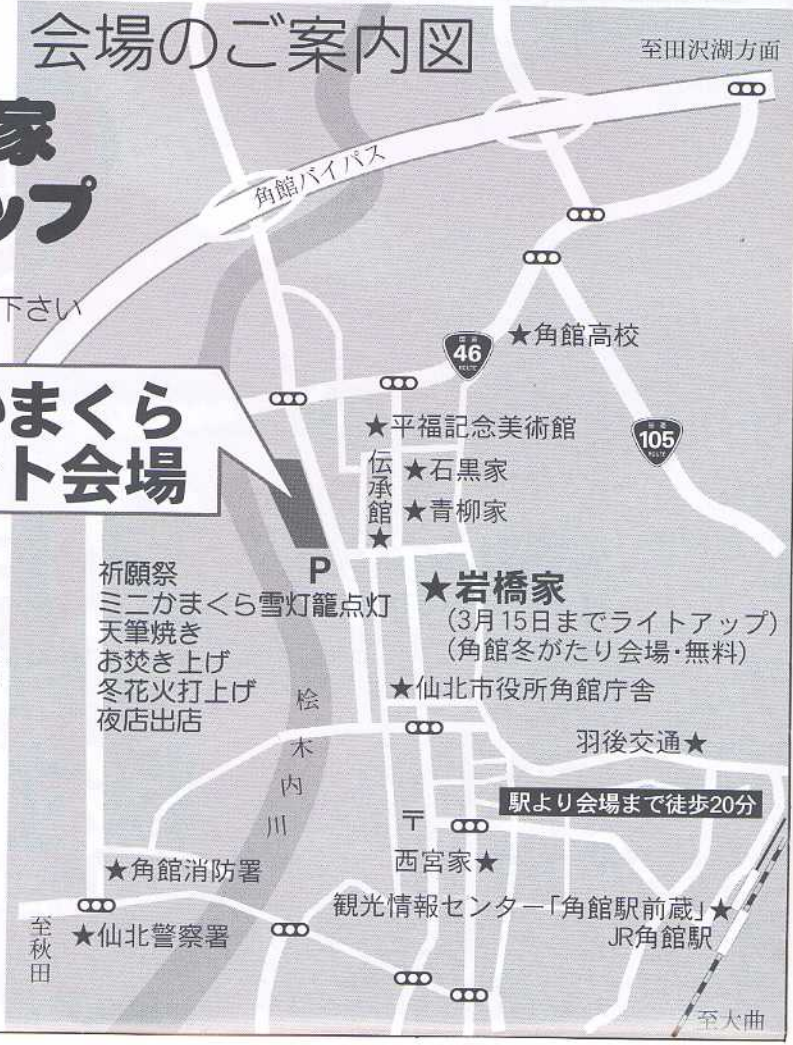 会場のご案内図
至田沢湖方面
家
ップ
角館バイパス
下さい
国道
46
ROUTE
★角館高校
まくら
ト会場
★平福記念美術館
国道
105
ROUTE
伝承館★
★石黒家
★青柳家
P
祈願祭
ミニかまくら雪灯籠点灯
天筆焼き
お焚き上げ
冬花火打上げ
夜店出店
★岩橋家
(3月15日までライトアップ)
(角館冬がたり会場・無料)
★仙北市役所角館庁舎
桧木内川
羽後交通★
駅より会場まで徒歩20分
〒
西宮家★
★角館消防署
観光情報センター「角館駅前蔵」★
JR角館駅
★仙北警察署
至秋田
至大曲